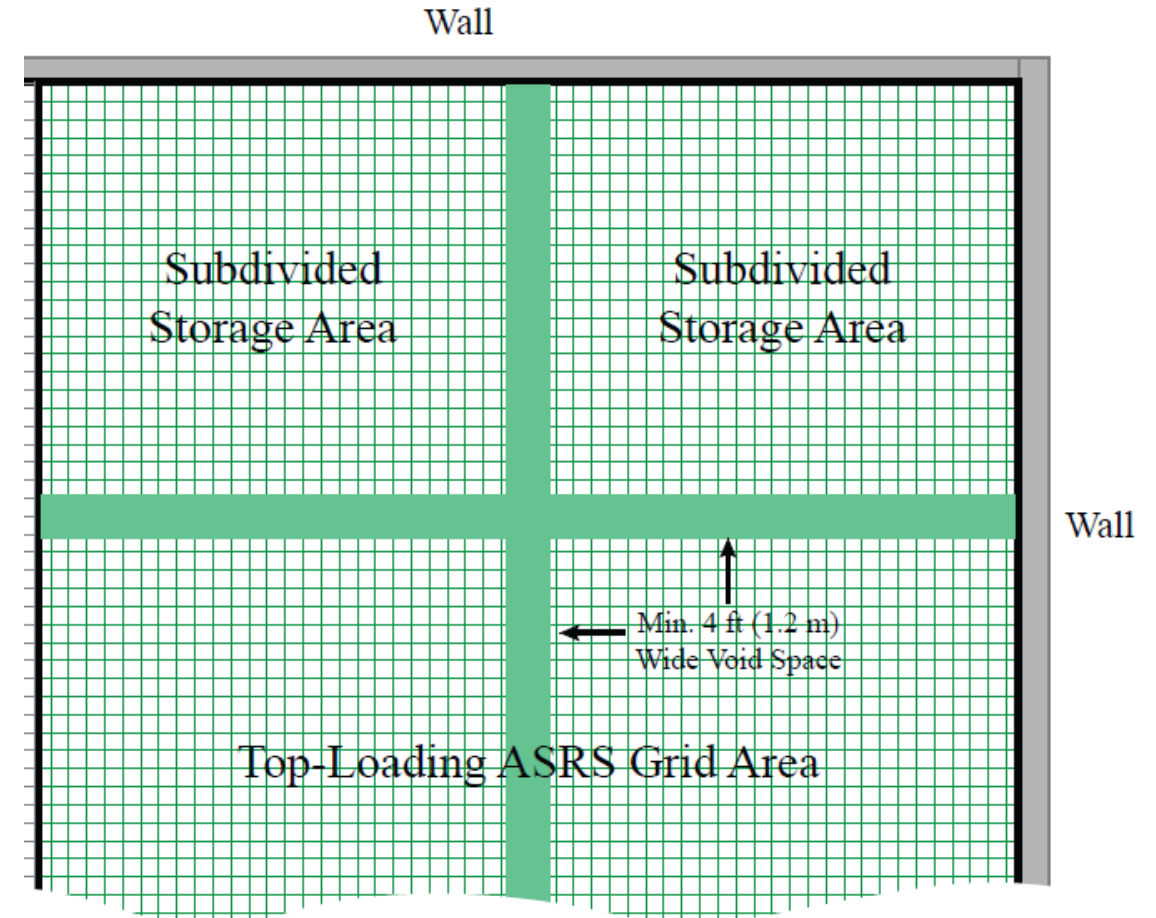 Wall
Subdivided
Storage Area
Subdivided
Storage Area
Wall
Min. 4 ft (1.2 m)
Wide Void Space
Top-Loading ASRS Grid Area